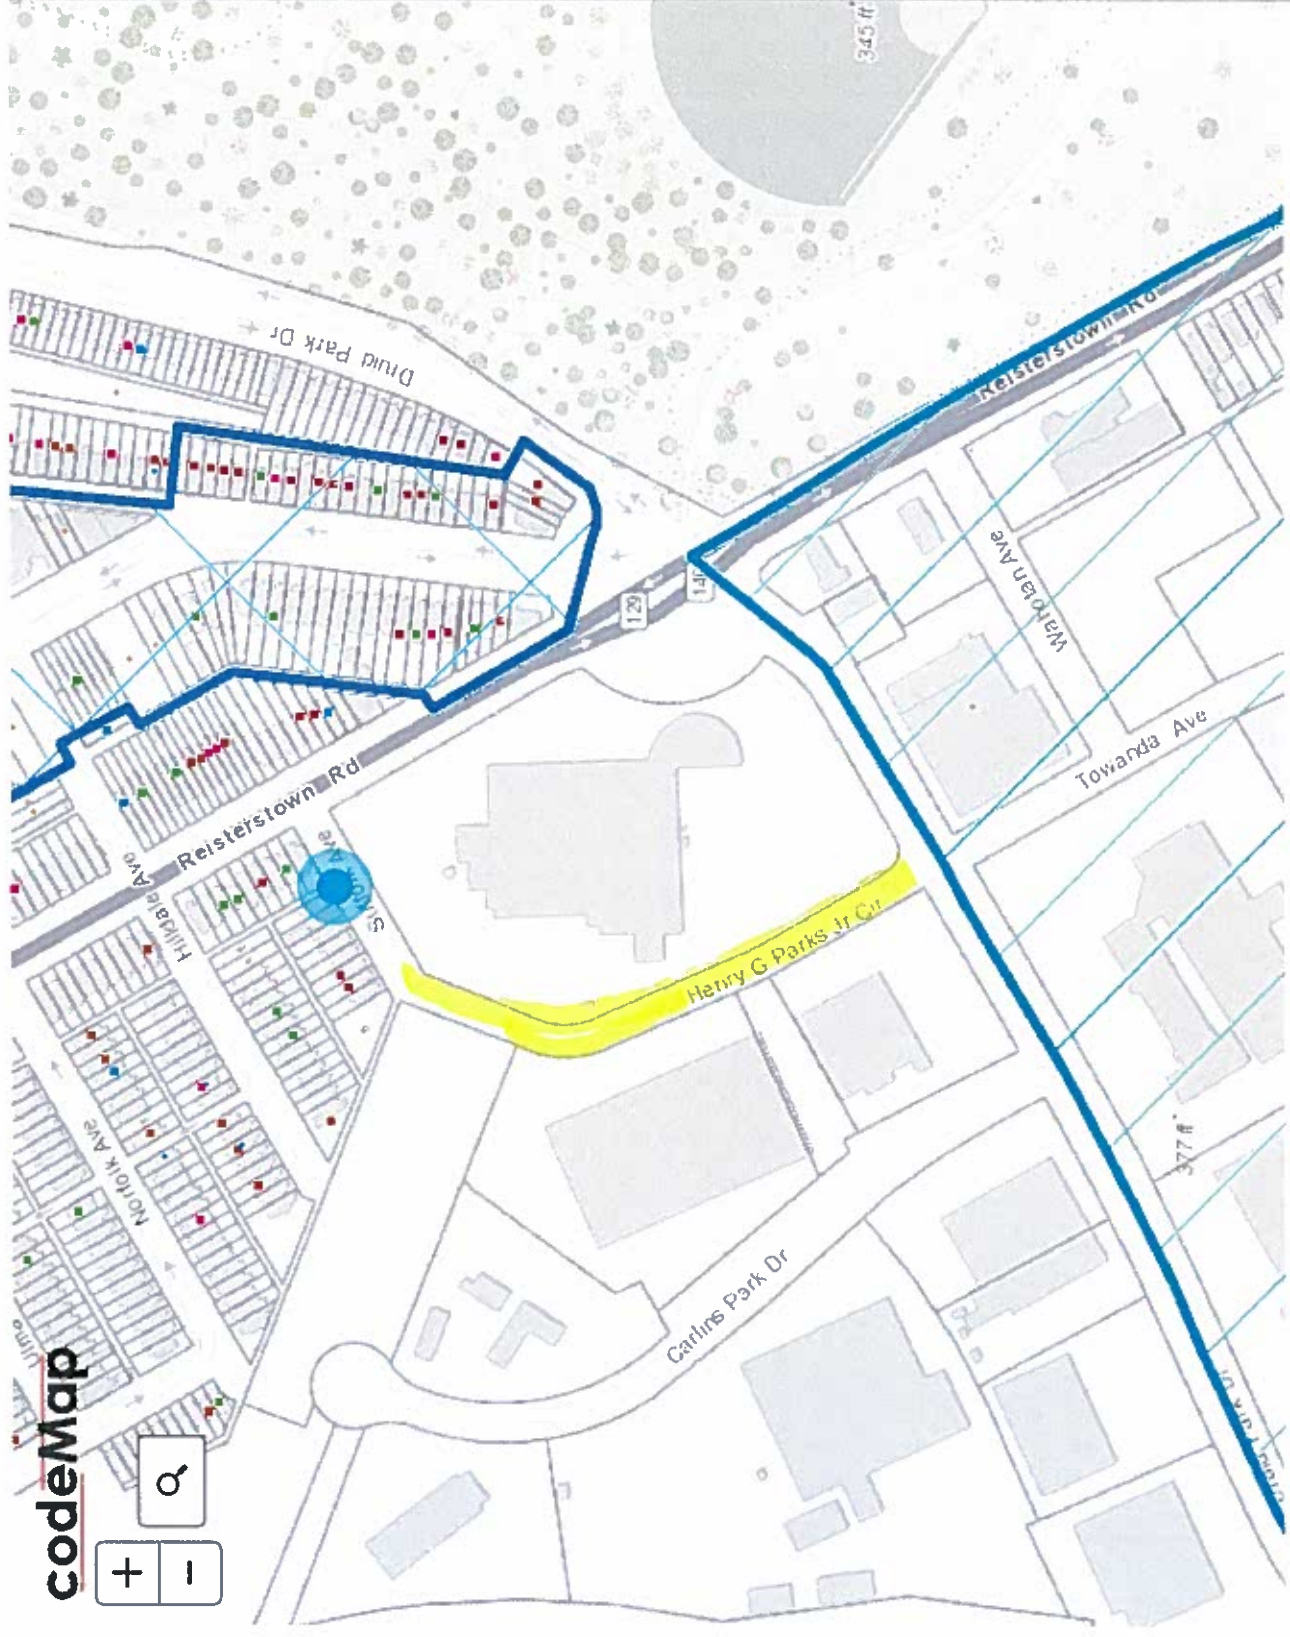 codeMap
+
−
345 ft
Druid Park Dr
Reisterstown Rd
129
140
Wabolan Ave
Towanda Ave
Reisterstown Rd
Hilldale Ave
Henry G Parks Jr Cir
Norfolk Ave
Carlins Park Dr
377 ft